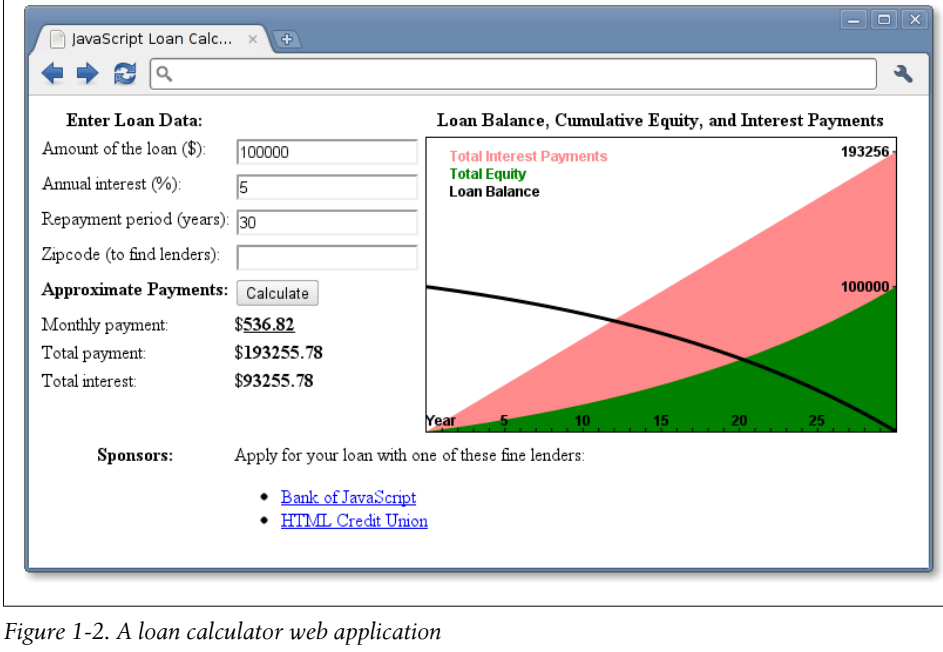 JavaScript Loan Calc...
Enter Loan Data:
Amount of the loan ($):
100000
Annual interest (%):
5
Repayment period (years):
30
Zipcode (to find lenders):
Approximate Payments:
Calculate
Monthly payment:
$536.82
Total payment:
$193255.78
Total interest:
$93255.78
Loan Balance, Cumulative Equity, and Interest Payments
Total Interest Payments
Total Equity
Loan Balance
193256
100000
Year 5 10 15 20 25
Sponsors:
Apply for your loan with one of these fine lenders:
• Bank of JavaScript
• HTML Credit Union
Figure 1-2. A loan calculator web application